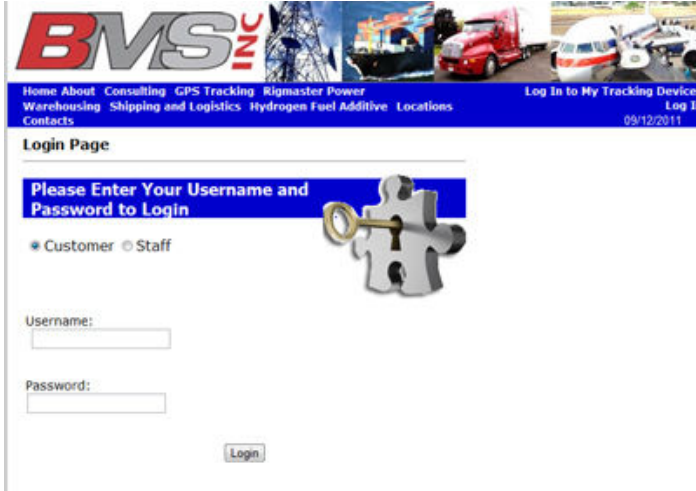 BMS INC
Home About Consulting GPS Tracking Rigmaster Power
Log In to My Tracking Device
Warehousing Shipping and Logistics Hydrogen Fuel Additive Locations
Log I
Contacts
09/12/2011
Login Page
Please Enter Your Username and
Password to Login
Customer Staff
Username:
Password:
Login